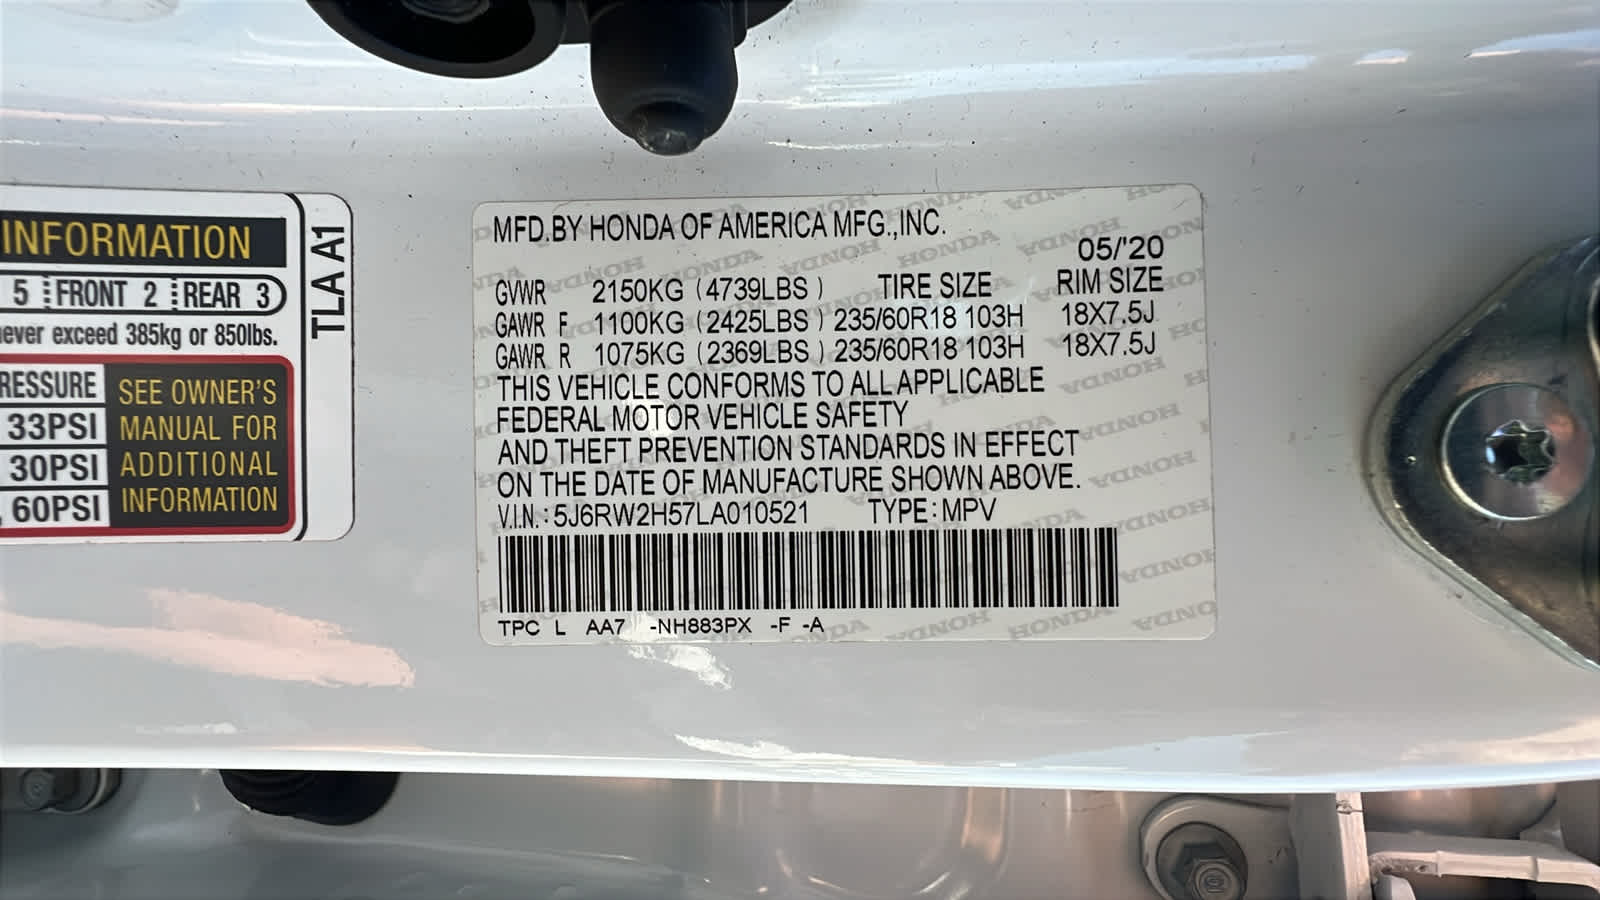 INFORMATION
5 FRONT 2 REAR 3
never exceed 385kg or 850lbs.
PRESSURE
33PSI
30PSI
60PSI
SEE OWNER'S
MANUAL FOR
ADDITIONAL
INFORMATION
TLA A1
MFD.BY HONDA OF AMERICA MFG.,INC.
05/'20
GVWR 2150KG (4739LBS) TIRE SIZE RIM SIZE
GAWR F 1100KG (2425LBS) 235/60R18 103H 18X7.5J
GAWR R 1075KG (2369LBS) 235/60R18 103H 18X7.5J
THIS VEHICLE CONFORMS TO ALL APPLICABLE
FEDERAL MOTOR VEHICLE SAFETY
AND THEFT PREVENTION STANDARDS IN EFFECT
ON THE DATE OF MANUFACTURE SHOWN ABOVE.
V.I.N.: 5J6RW2H57LA010521 TYPE: MPV
TPC L AA7 -NH883PX -F -A